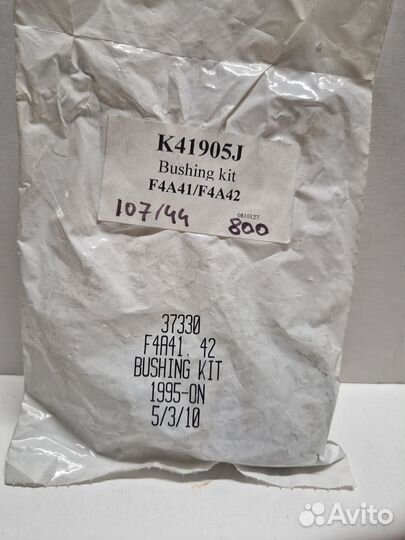 K41905J
Bushing kit
F4A41/F4A42
0810127
107/44 800
37330
F4A41, 42
BUSHING KIT
1995-ON
5/3/10
Avito